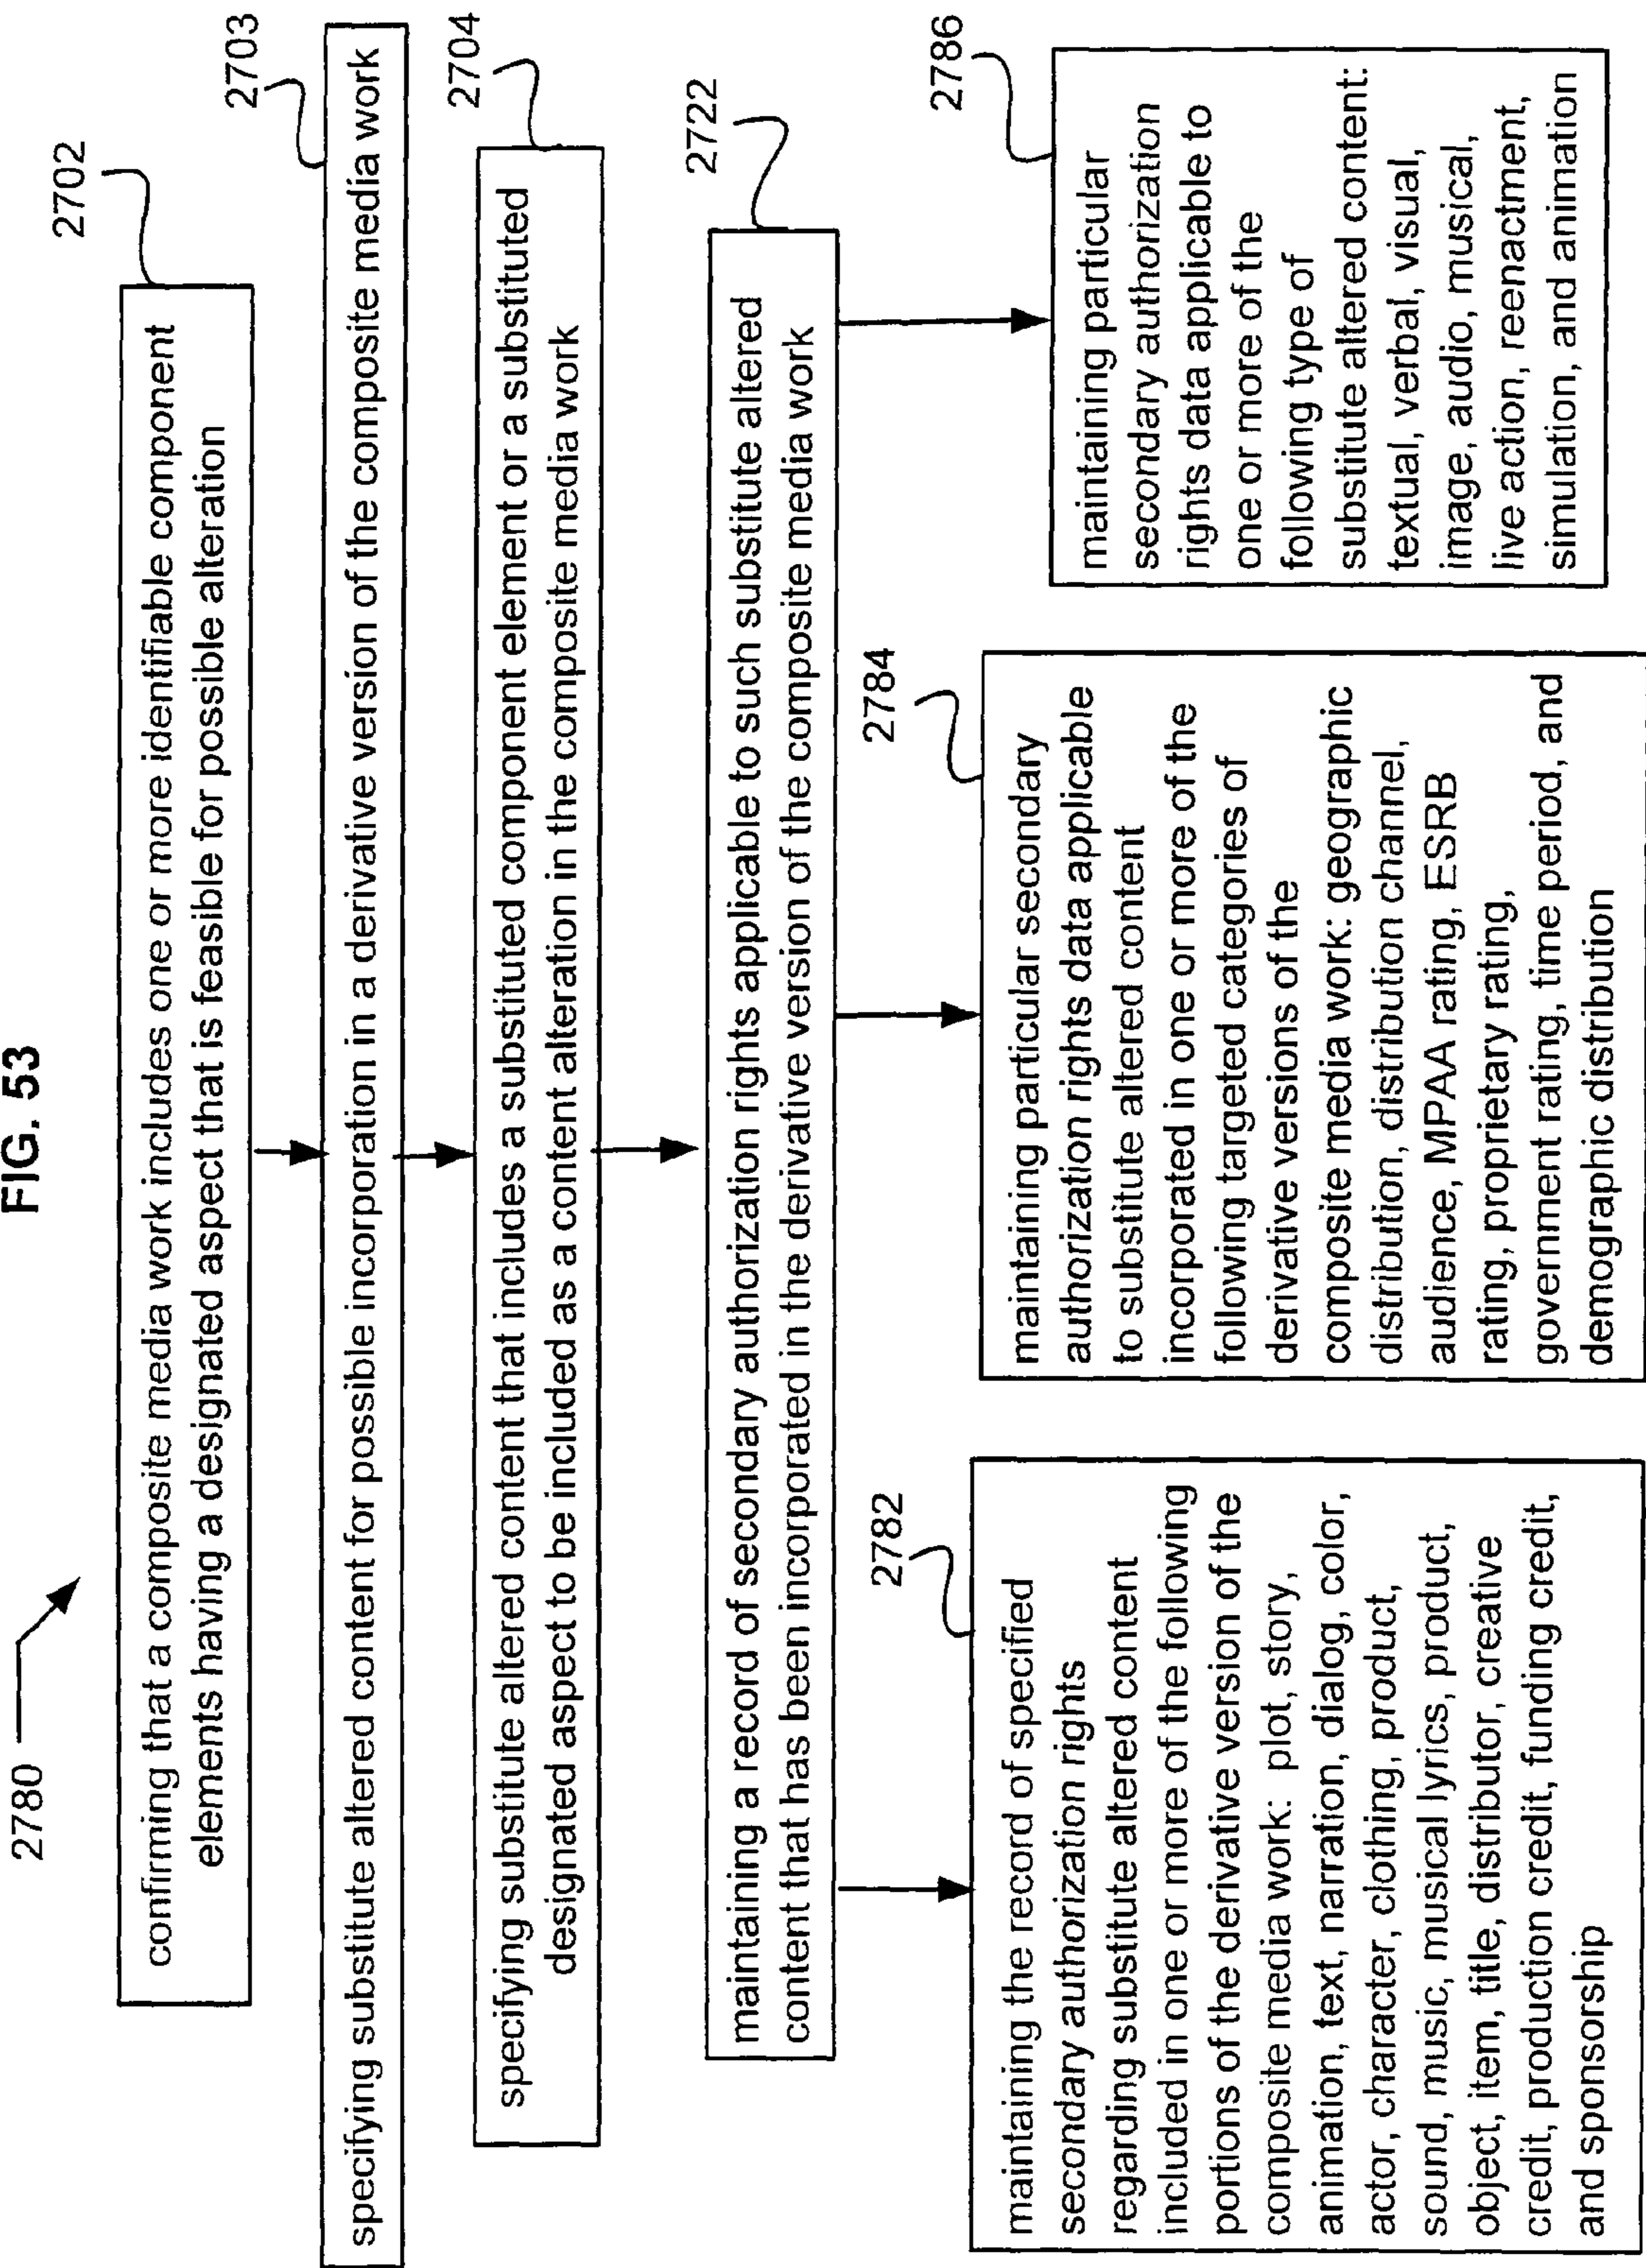 FIG. 53
2780
2702
confirming that a composite media work includes one or more identifiable component
elements having a designated aspect that is feasible for possible alteration
2703
specifying substitute altered content for possible incorporation in a derivative version of the composite media work
2704
specifying substitute altered content that includes a substituted component element or a substituted
designated aspect to be included as a content alteration in the composite media work
2722
maintaining a record of secondary authorization rights applicable to such substitute altered
content that has been incorporated in the derivative version of the composite media work
2782
maintaining the record of specified
secondary authorization rights
regarding substitute altered content
included in one or more of the following
portions of the derivative version of the
composite media work: plot, story,
animation, text, narration, dialog, color,
actor, character, clothing, product,
sound, music, musical lyrics, product,
object, item, title, distributor, creative
credit, production credit, funding credit,
and sponsorship
2784
maintaining particular secondary
authorization rights data applicable
to substitute altered content
incorporated in one or more of the
following targeted categories of
derivative versions of the
composite media work: geographic
distribution, distribution channel,
audience, MPAA rating, ESRB
rating, proprietary rating,
government rating, time period, and
demographic distribution
2786
maintaining particular
secondary authorization
rights data applicable to
one or more of the
following type of
substitute altered content:
textual, verbal, visual,
image, audio, musical,
live action, reenactment,
simulation, and animation